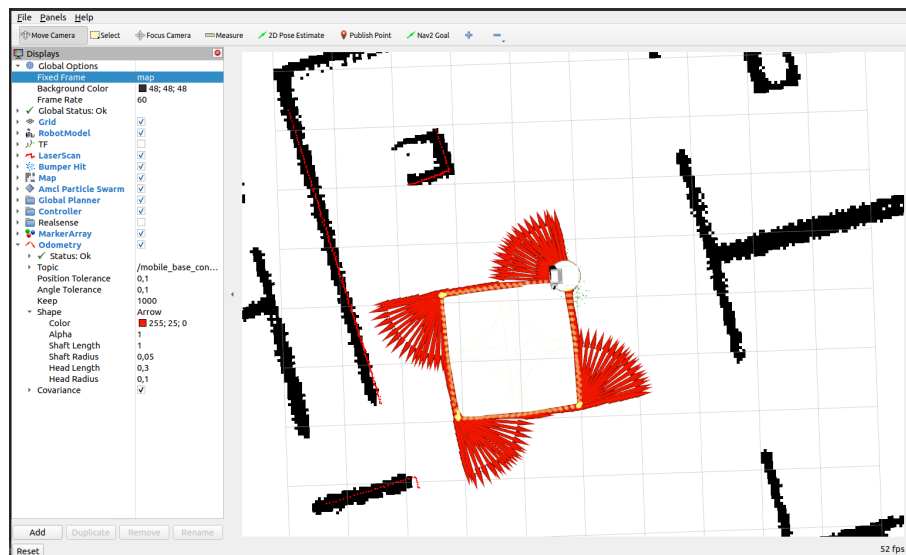 File Panels Help
Move Camera Select Focus Camera Measure 2D Pose Estimate Publish Point Nav2 Goal
Displays
Global Options
Fixed Frame map
Background Color 48; 48; 48
Frame Rate 60
Global Status: Ok
Grid
RobotModel
TF
LaserScan
Bumper Hit
Map
Amcl Particle Swarm
Global Planner
Controller
Realsense
MarkerArray
Odometry
Status: Ok
Topic /mobile_base_con...
Position Tolerance 0,1
Angle Tolerance 0,1
Keep 1000
Shape Arrow
Color 255; 25; 0
Alpha 1
Shaft Length 1
Shaft Radius 0,05
Head Length 0,3
Head Radius 0,1
Covariance
Add Duplicate Remove Rename
Reset 52 fps